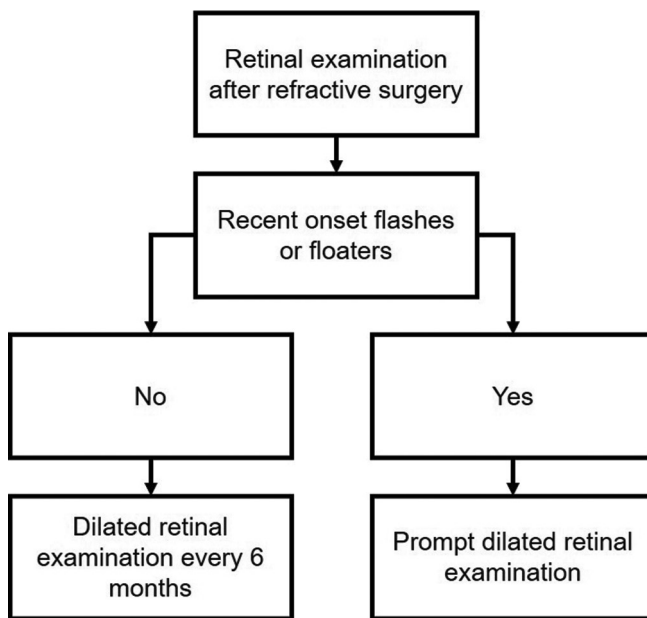 Retinal examination
after refractive surgery
Recent onset flashes
or floaters
No
Yes
Dilated retinal
examination every 6
months
Prompt dilated retinal
examination